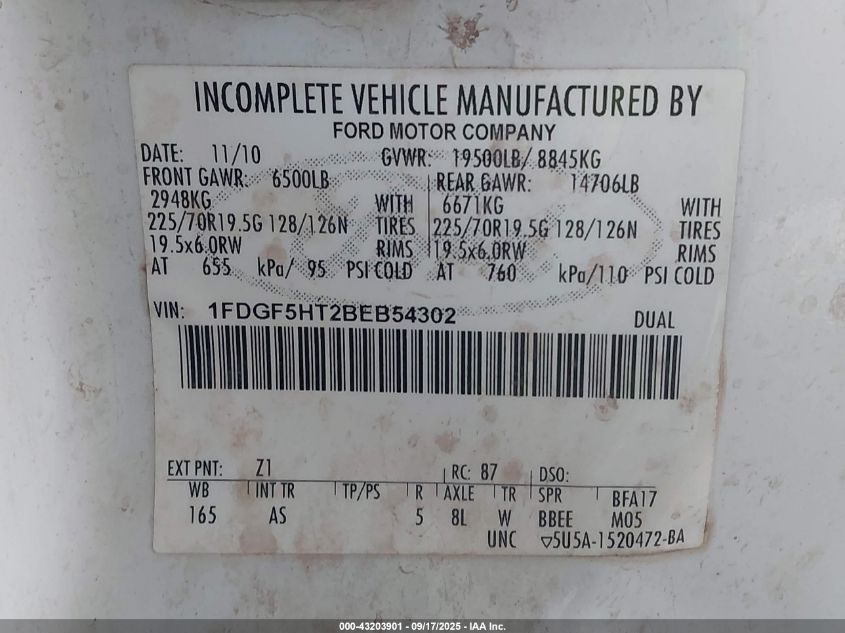 INCOMPLETE VEHICLE MANUFACTURED BY
FORD MOTOR COMPANY
DATE: 11/10 GVWR: 19500LB/ 8845KG
FRONT GAWR: 6500LB REAR GAWR: 14706LB
2948KG WITH 6671KG WITH
225/70R19.5G 128/126N TIRES 225/70R19.5G 128/126N TIRES
19.5x6.0RW RIMS 19.5x6.0RW RIMS
AT 655 kPa/ 95 PSI COLD AT 760 kPa/110 PSI COLD
VIN: 1FDGF5HT2BEB54302 DUAL
EXT PNT: Z1 RC: 87 DSO:
WB INT TR TP/PS R AXLE TR SPR BFA17
165 AS 5 8L W BBEE M05
UNC ▽5U5A-1520472-BA
000-43203901 - 09/17/2025 - IAA Inc.